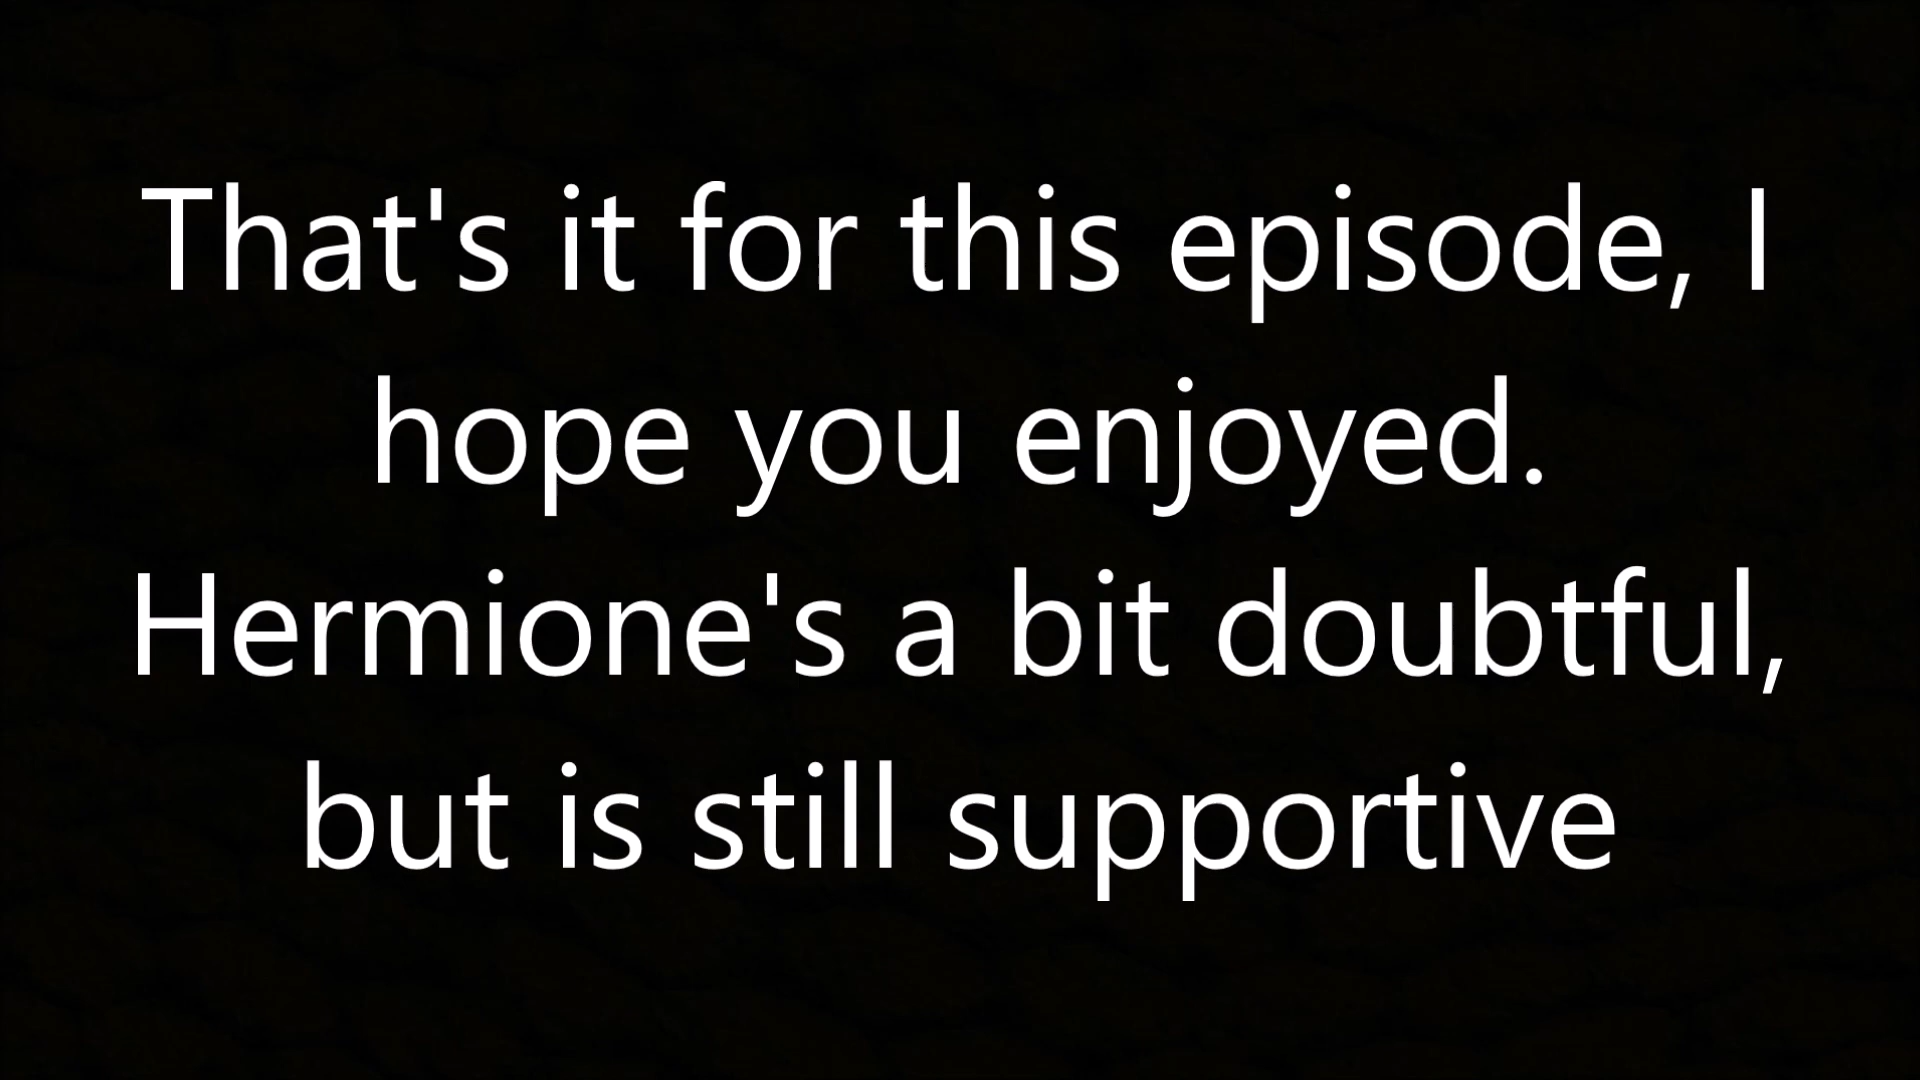 That's it for this episode, I
hope you enjoyed.
Hermione's a bit doubtful,
but is still supportive